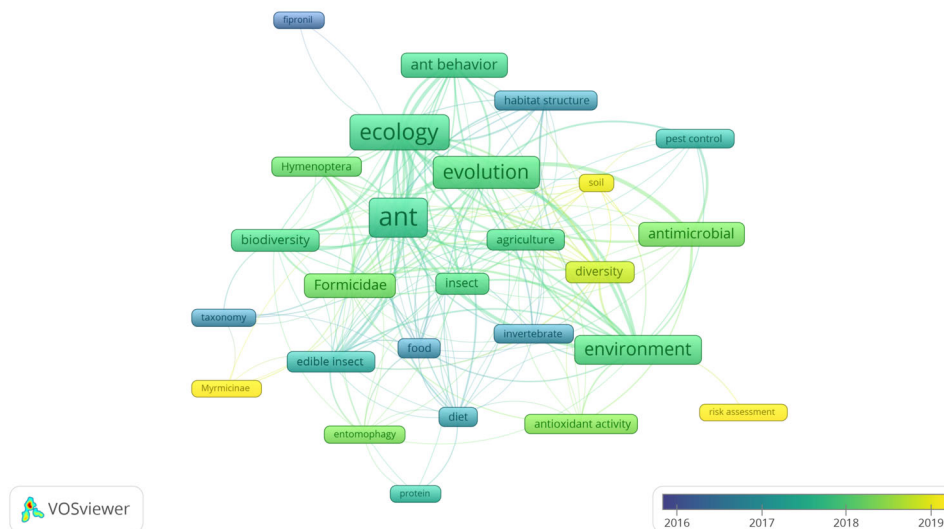 fipronil
ant behavior
habitat structure
ecology
pest control
Hymenoptera
evolution
soil
ant
biodiversity
agriculture
antimicrobial
diversity
Formicidae
insect
taxonomy
invertebrate
food
environment
edible insect
Myrmicinae
diet
risk assessment
antioxidant activity
entomophagy
protein
VOSviewer
2016 2017 2018 2019